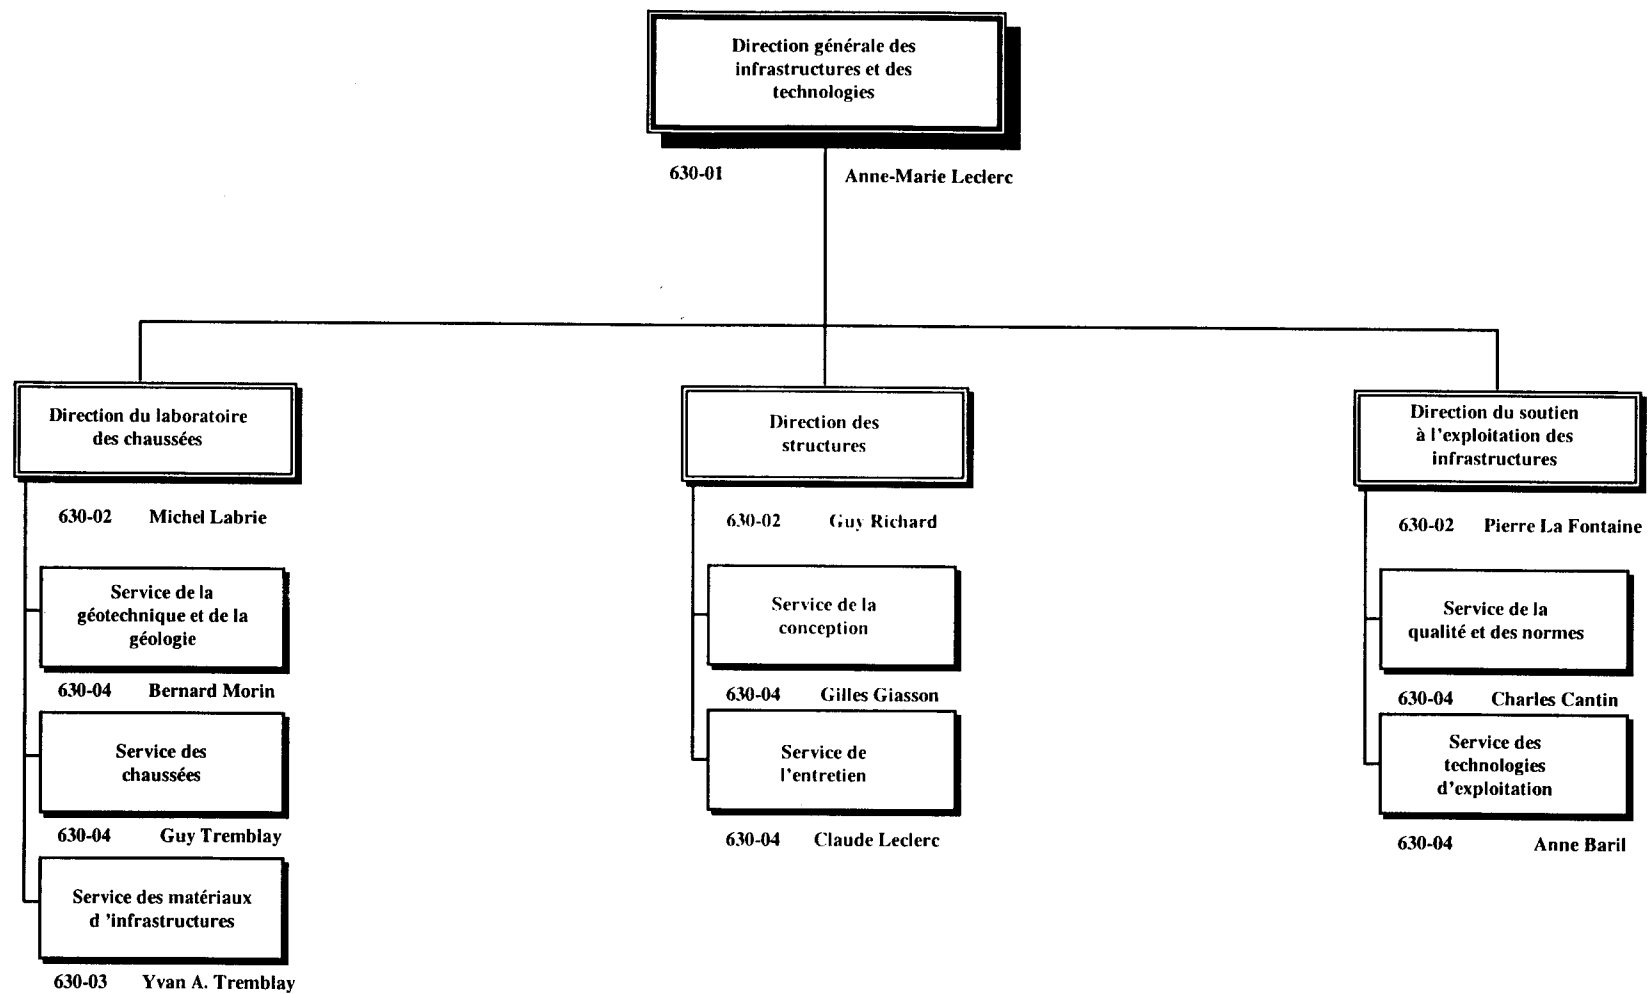 Direction générale des
infrastructures et des
technologies
630-01 Anne-Marie Leclerc
Direction du laboratoire
des chaussées
630-02 Michel Labrie
Service de la
géotechnique et de la
géologie
630-04 Bernard Morin
Service des
chaussées
630-04 Guy Tremblay
Service des matériaux
d 'infrastructures
630-03 Yvan A. Tremblay
Direction des
structures
630-02 Guy Richard
Service de la
conception
630-04 Gilles Giasson
Service de
l'entretien
630-04 Claude Leclerc
Direction du soutien
à l'exploitation des
infrastructures
630-02 Pierre La Fontaine
Service de la
qualité et des normes
630-04 Charles Cantin
Service des
technologies
d'exploitation
630-04 Anne Baril